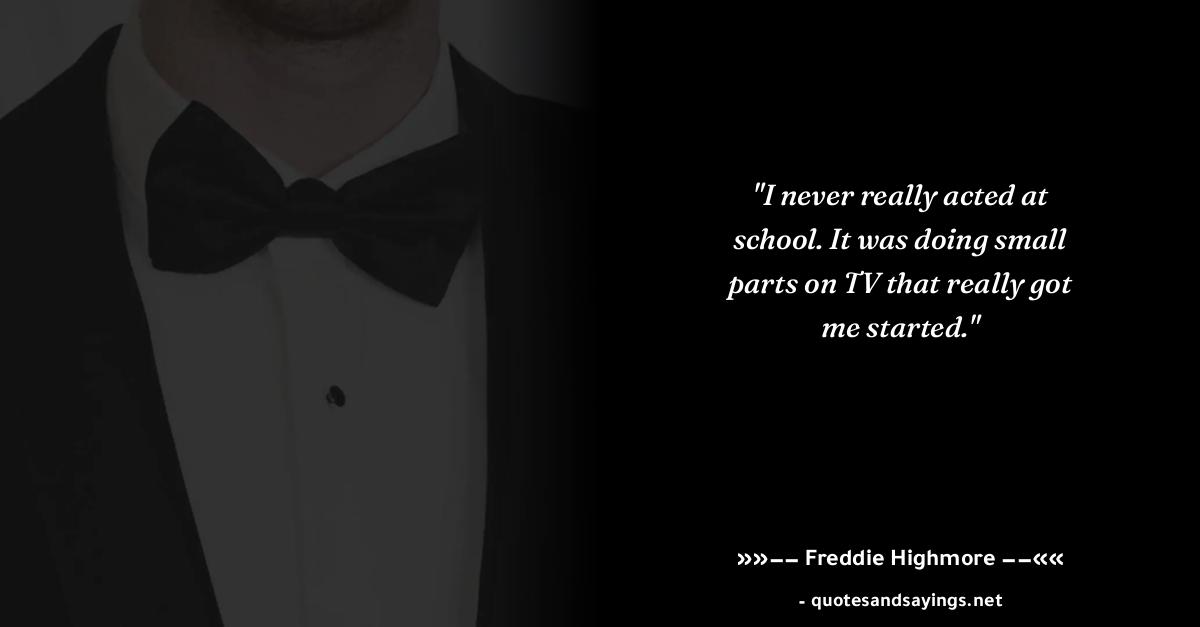 "I never really acted at
school. It was doing small
parts on TV that really got
me started."
»»–– Freddie Highmore ––««
- quotesandsayings.net